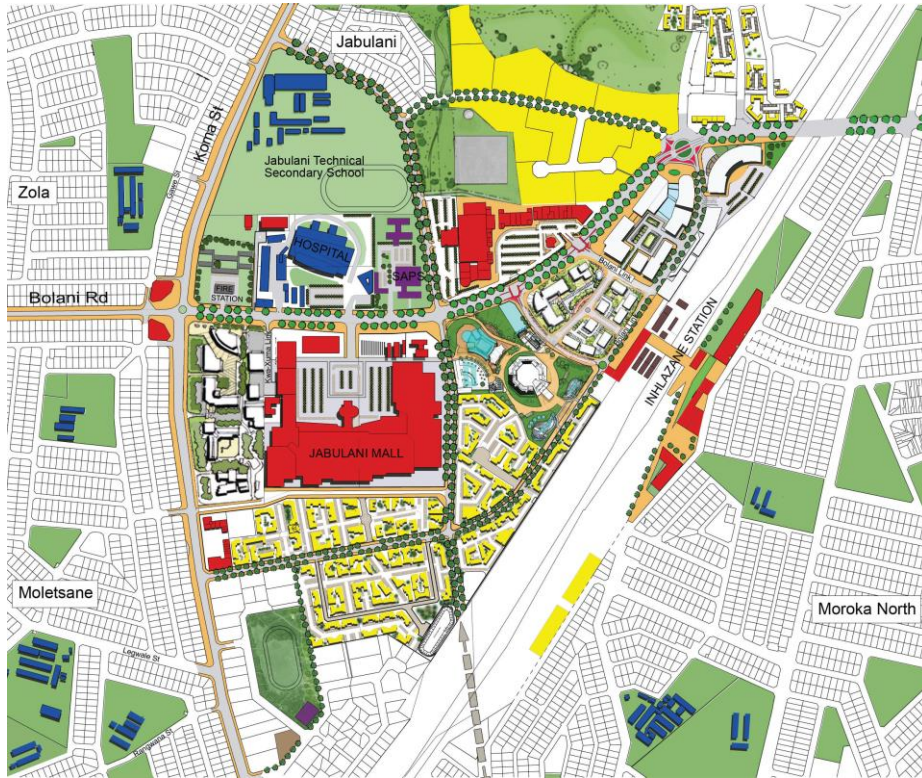 Jabulani
Koma St
Jabulani Technical
Secondary School
Zola
HOSPITAL
SAPS
FIRE
STATION
Bolani Rd
Bolani Link
INHLAZANE STATION
JABULANI MALL
Moletsane
Moroka North
Legwale St